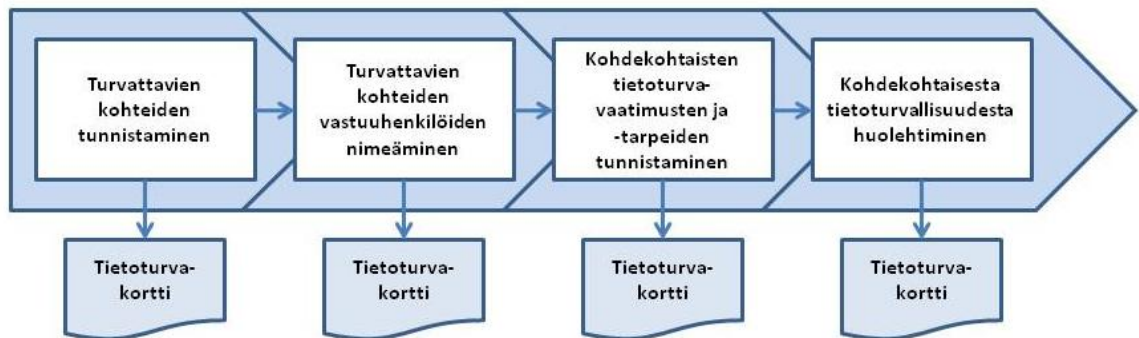 Turvattavien
kohteiden
tunnistaminen
Turvattavien
kohteiden
vastuuhenkilöiden
nimeäminen
Kohdekohtaisten
tietoturva-
vaatimusten ja
-tarpeiden
tunnistaminen
Kohdekohtaisesta
tietoturvallisuudesta
huolehtiminen
Tietoturva-
kortti
Tietoturva-
kortti
Tietoturva-
kortti
Tietoturva-
kortti